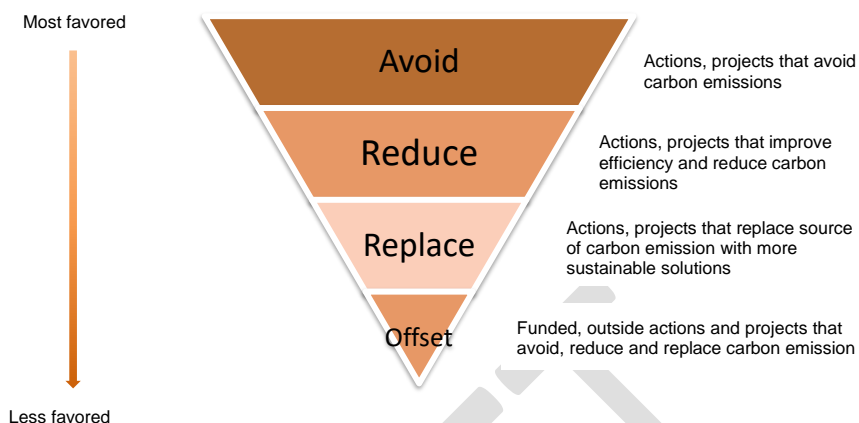 Most favored
Avoid
Actions, projects that avoid
carbon emissions
Reduce
Actions, projects that improve
efficiency and reduce carbon
emissions
Replace
Actions, projects that replace source
of carbon emission with more
sustainable solutions
Offset
Funded, outside actions and projects that
avoid, reduce and replace carbon emission
Less favored